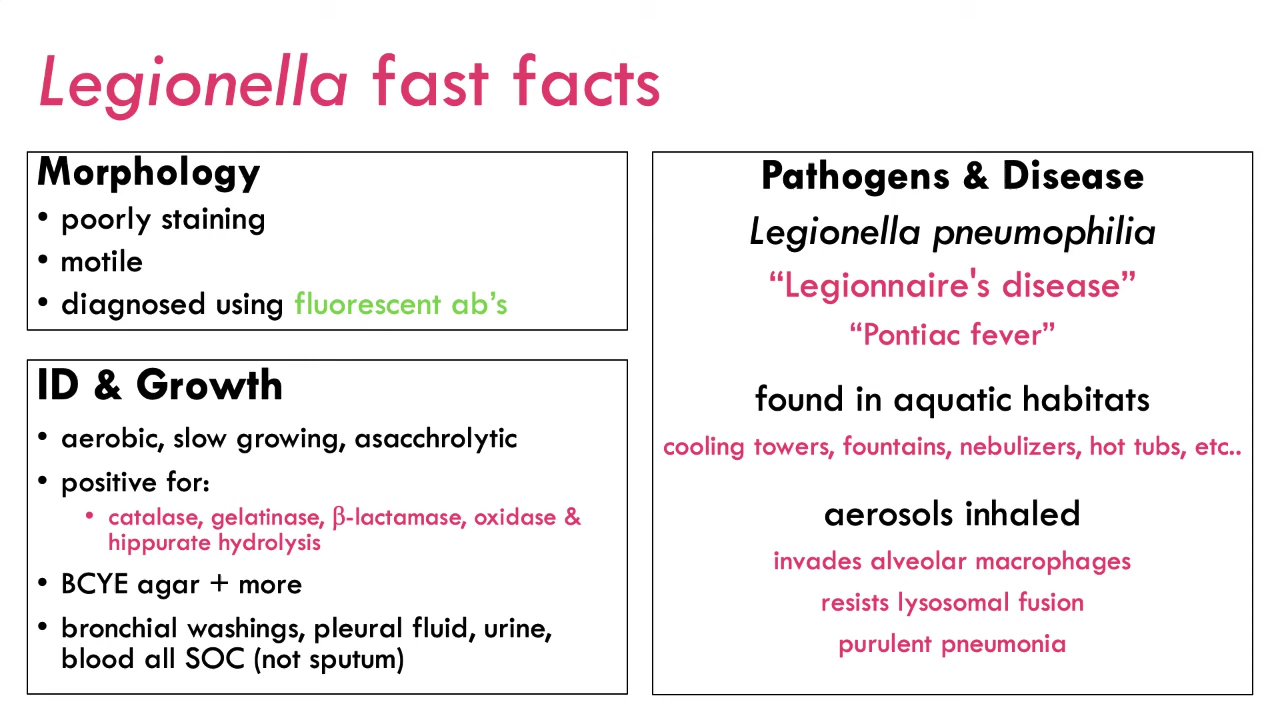 Legionella fast facts
Morphology
• poorly staining
• motile
• diagnosed using fluorescent ab’s
ID & Growth
• aerobic, slow growing, asacchrolytic
• positive for:
• catalase, gelatinase, β-lactamase, oxidase &
hippurate hydrolysis
• BCYE agar + more
• bronchial washings, pleural fluid, urine,
blood all SOC (not sputum)
Pathogens & Disease
Legionella pneumophilia
“Legionnaire's disease”
“Pontiac fever”
found in aquatic habitats
cooling towers, fountains, nebulizers, hot tubs, etc..
aerosols inhaled
invades alveolar macrophages
resists lysosomal fusion
purulent pneumonia